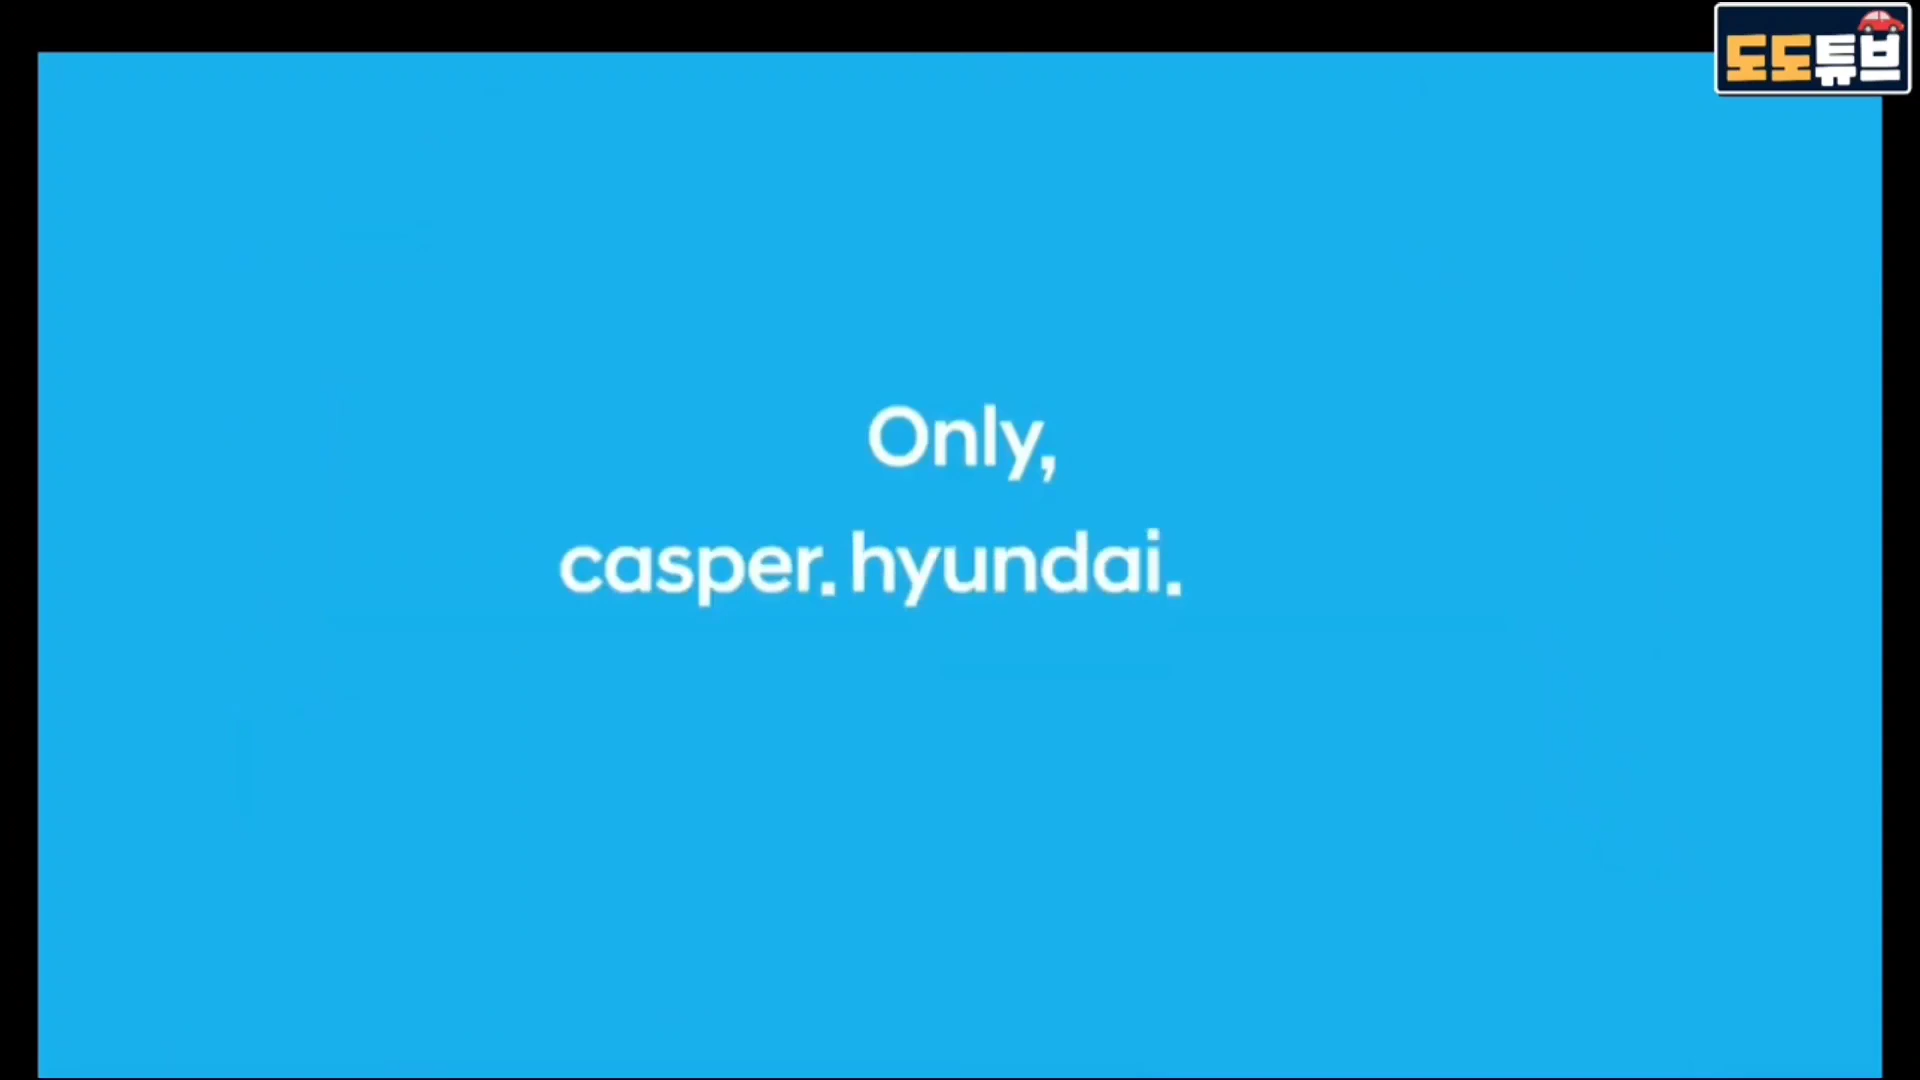 도도튜브
Only,
casper. hyundai.